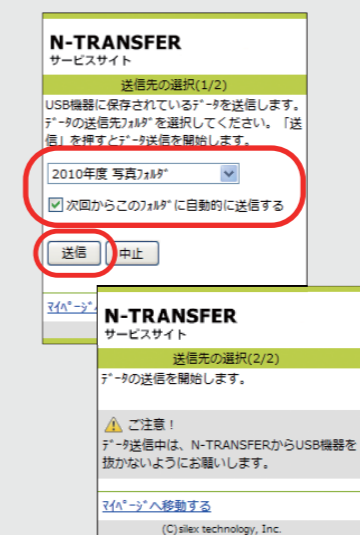 N-TRANSFER
サービスサイト
送信先の選択(1/2)
USB機器に保存されているﾃﾞｰﾀを送信します。
ﾃﾞｰﾀの送信先ﾌｫﾙﾀﾞを選択してください。「送
信」を押すとﾃﾞｰﾀ送信を開始します。
2010年度 写真ﾌｫﾙﾀﾞ
次回からこのﾌｫﾙﾀﾞに自動的に送信する
送信 中止
ﾏｲﾍﾟｰｼﾞへ
N-TRANSFER
サービスサイト
送信先の選択(2/2)
ﾃﾞｰﾀの送信を開始します。
ご注意！
ﾃﾞｰﾀ送信中は、N-TRANSFERからUSB機器を
抜かないようにお願いします。
ﾏｲﾍﾟｰｼﾞへ移動する
(C)silex technology, Inc.